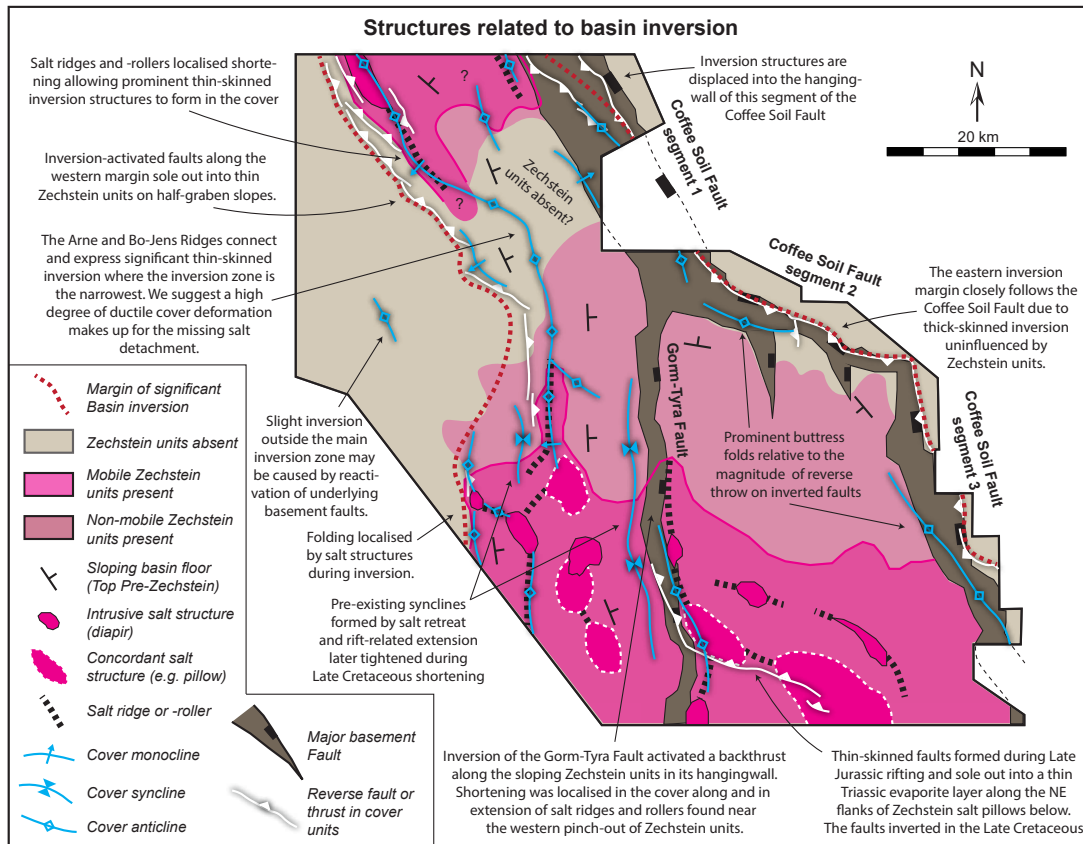 Structures related to basin inversion
Salt ridges and -rollers localised shorte-
ning allowing prominent thin-skinned
inversion structures to form in the cover
Inversion-activated faults along the
western margin sole out into thin
Zechstein units on half-graben slopes.
The Arne and Bo-Jens Ridges connect
and express significant thin-skinned
inversion where the inversion zone is
the narrowest. We suggest a high
degree of ductile cover deformation
makes up for the missing salt
detachment.
Inversion structures are
displaced into the hanging-
wall of this segment of the
Coffee Soil Fault
N
20 km
?
?
Zechstein
units absent?
Coffee Soil Fault
segment 1
Coffee Soil Fault
segment 2
The eastern inversion
margin closely follows the
Coffee Soil Fault due to
thick-skinned inversion
uninfluenced by
Zechstein units.
Coffee Soil Fault
segment 3
Gorm-Tyra Fault
Prominent buttress
folds relative to the
magnitude of reverse
throw on inverted faults
Slight inversion
outside the main
inversion zone may
be caused by reacti-
vation of underlying
basement faults.
Folding localised
by salt structures
during inversion.
Pre-existing synclines
formed by salt retreat
and rift-related extension
later tightened during
Late Cretaceous shortening
Inversion of the Gorm-Tyra Fault activated a backthrust
along the sloping Zechstein units in its hangingwall.
Shortening was localised in the cover along and in
extension of salt ridges and rollers found near
the western pinch-out of Zechstein units.
Thin-skinned faults formed during Late
Jurassic rifting and sole out into a thin
Triassic evaporite layer along the NE
flanks of Zechstein salt pillows below.
The faults inverted in the Late Cretaceous
Margin of significant
Basin inversion
Zechstein units absent
Mobile Zechstein
units present
Non-mobile Zechstein
units present
Sloping basin floor
(Top Pre-Zechstein)
Intrusive salt structure
(diapir)
Concordant salt
structure (e.g. pillow)
Salt ridge or -roller
Cover monocline
Cover syncline
Cover anticline
Major basement
Fault
Reverse fault or
thrust in cover
units